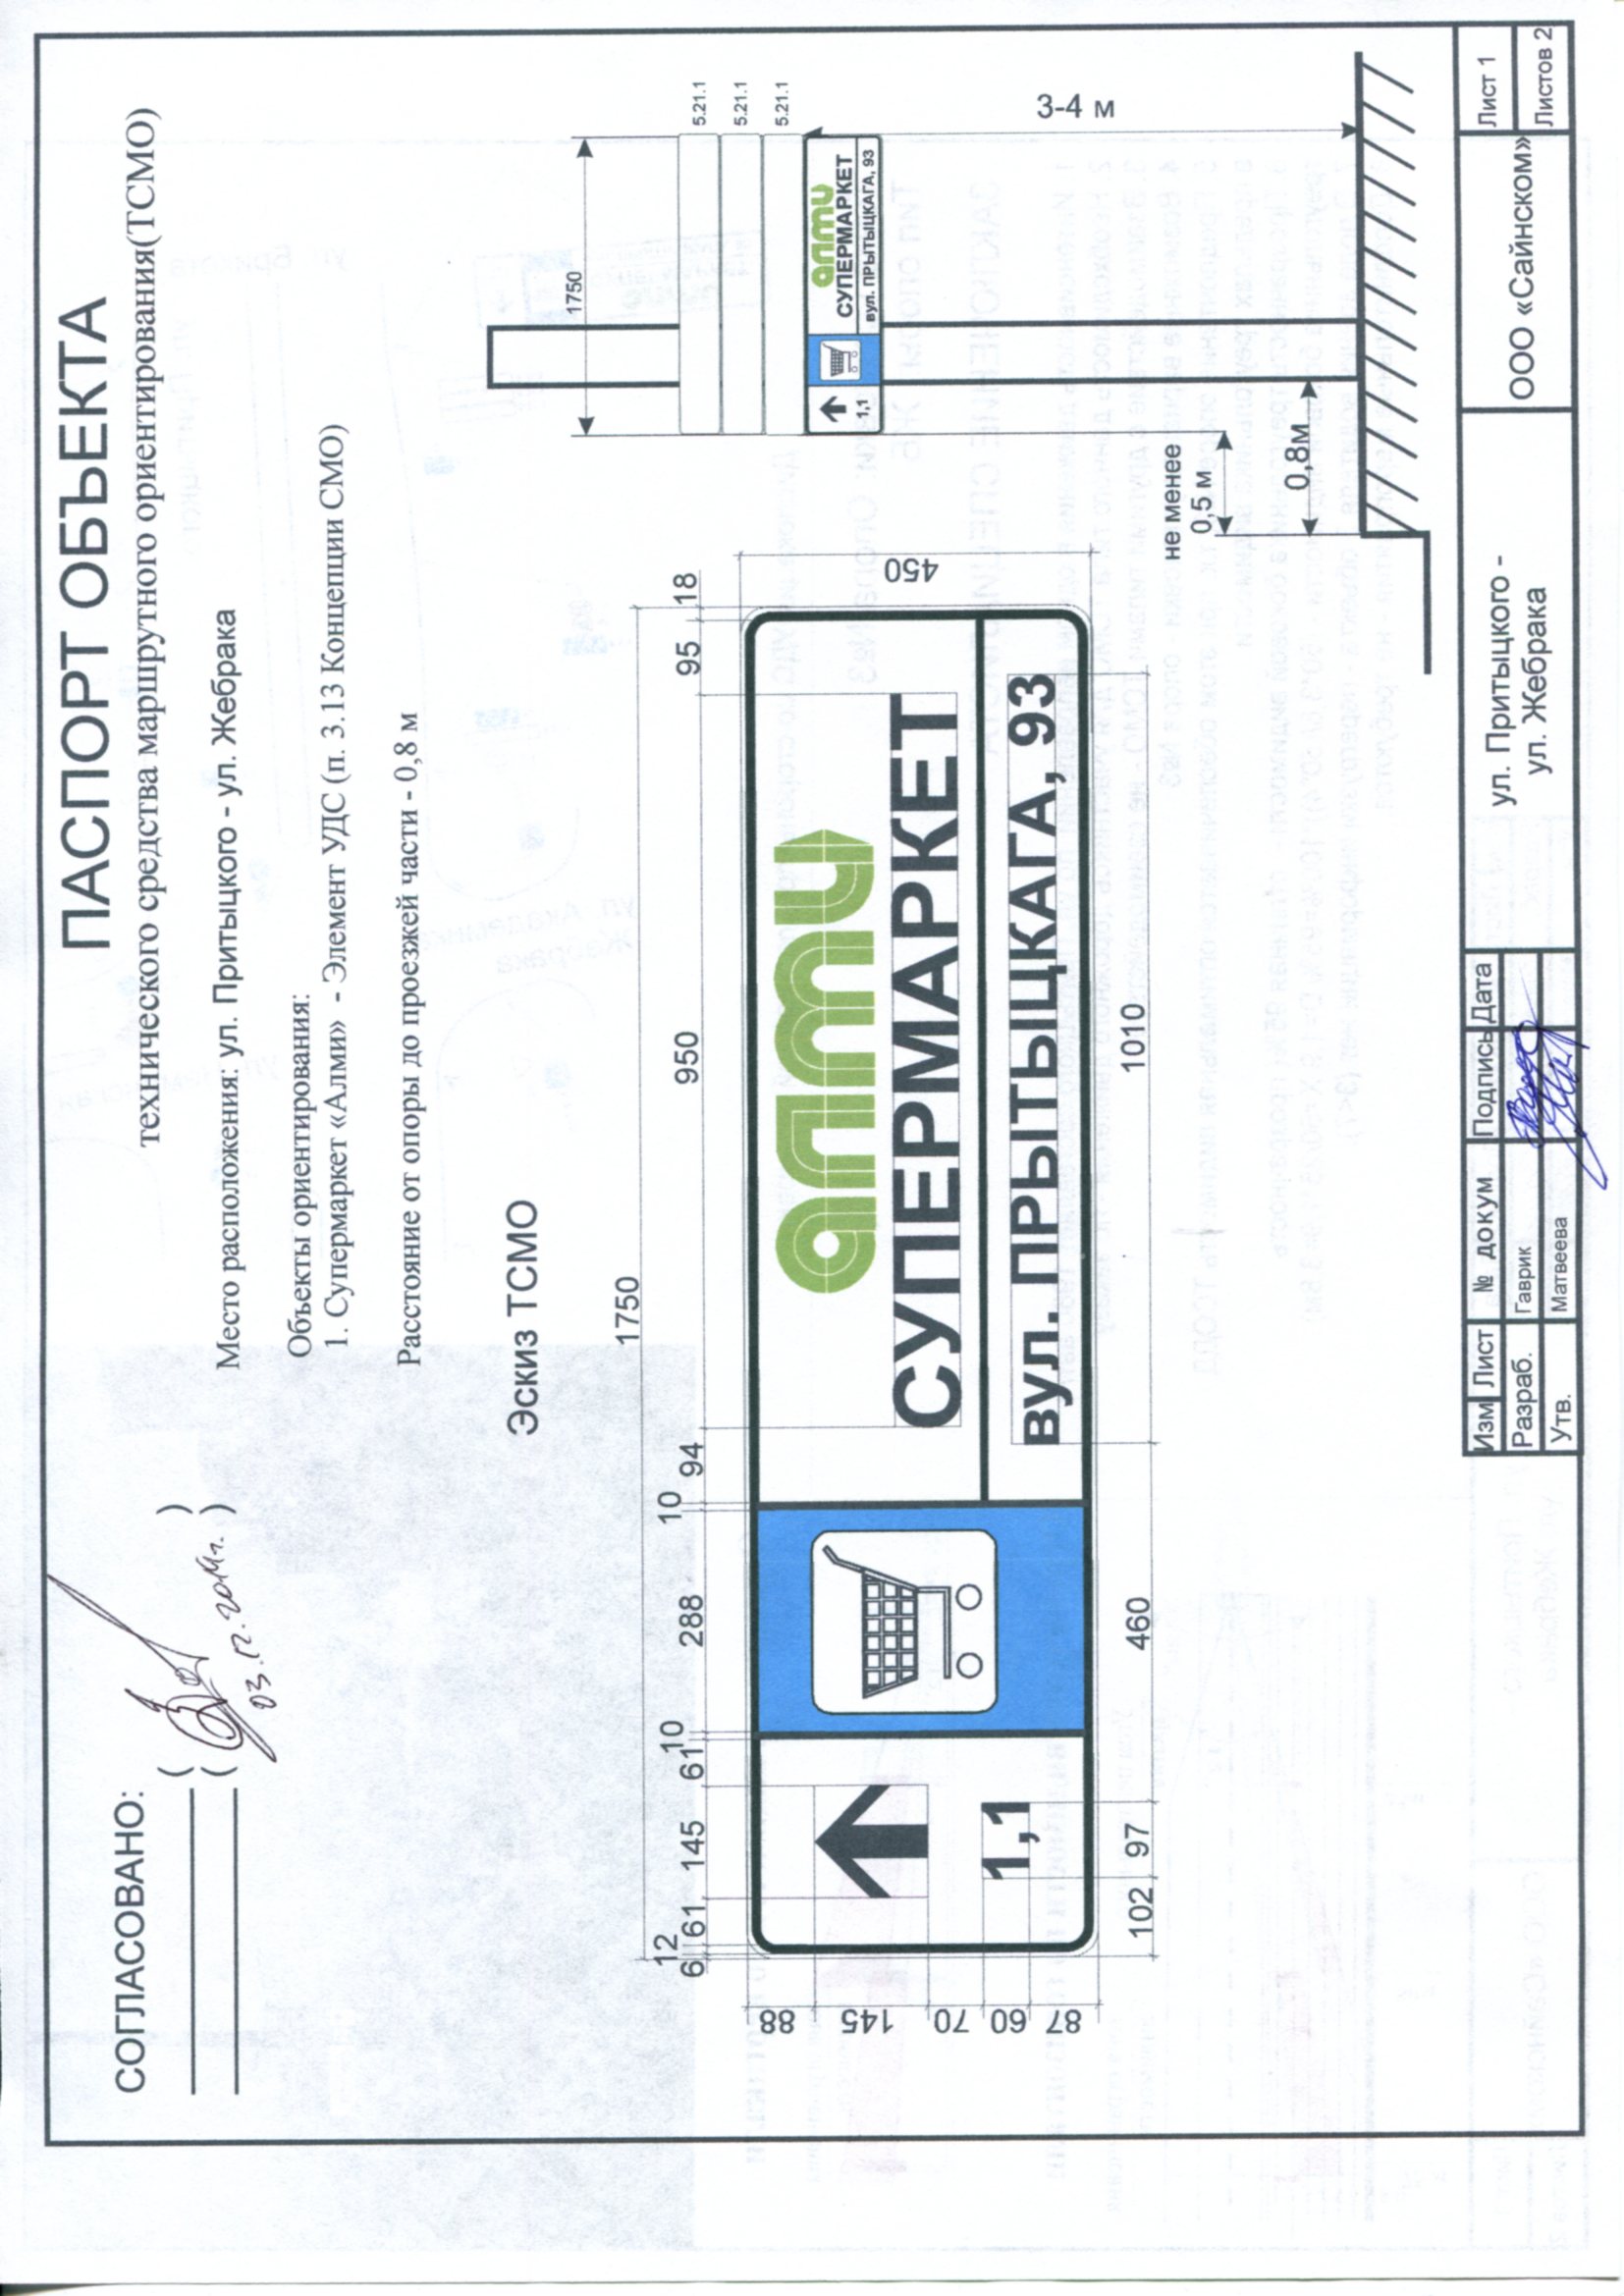 СОГЛАСОВАНО:
( )
( )
03.12.2014г.
ПАСПОРТ ОБЪЕКТА
технического средства маршрутного ориентирования(ТСМО)
Место расположения: ул. Притыцкого - ул. Жебрака
Объекты ориентирования:
1. Супермаркет «Алми» - Элемент УДС (п. 3.13 Концепции СМО)
Расстояние от опоры до проезжей части - 0,8 м
Эскиз ТСМО
1750
6 12 61 145 61 10 288 10 94 950 95 18
88
145
70
60
87
450
1,1
алми
СУПЕРМАРКЕТ
вул. ПРЫТЫЦКАГА, 93
102 97 460 1010
1750
5.21.1
5.21.1
5.21.1
1,1
алми
СУПЕРМАРКЕТ
вул. ПРЫТЫЦКАГА, 93
3-4 м
не менее
0,5 м
0,8м
Изм Лист № докум Подпись Дата
Разраб. Гаврик
Утв. Матвеева
ул. Притыцкого -
ул. Жебрака
ООО «Сайнском»
Лист 1
Листов 2